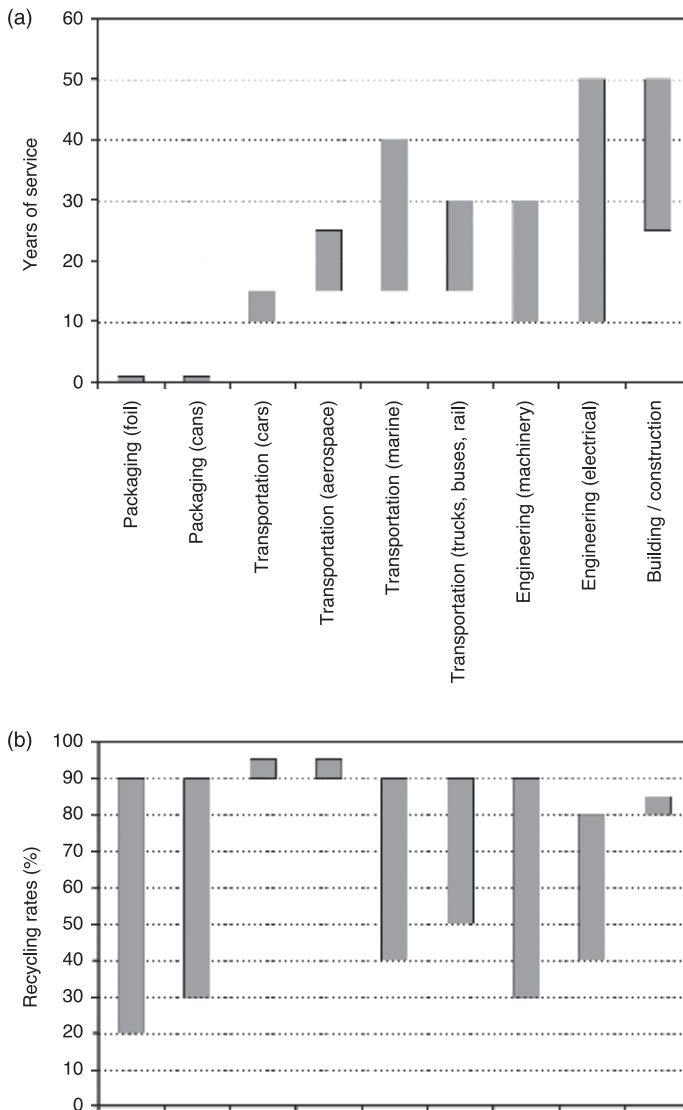 (a)
60
50
40
30
20
10
0
Years of service
Packaging (foil)
Packaging (cans)
Transportation (cars)
Transportation (aerospace)
Transportation (marine)
Transportation (trucks, buses, rail)
Engineering (machinery)
Engineering (electrical)
Building / construction
(b)
100
90
80
70
60
50
40
30
20
10
0
Recycling rates (%)